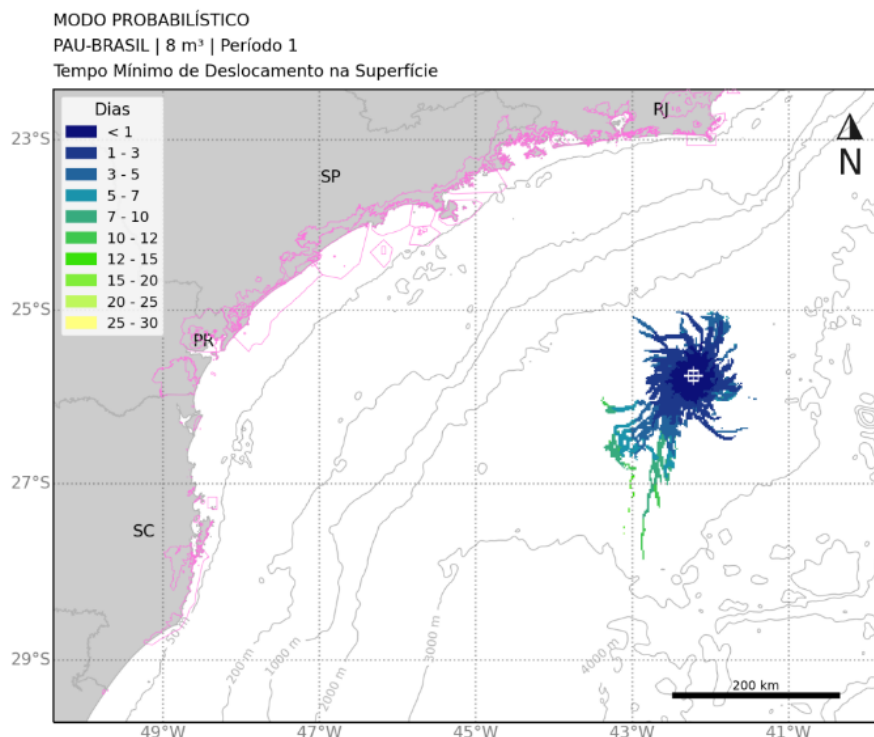 MODO PROBABILÍSTICO
PAU-BRASIL | 8 m³ | Período 1
Tempo Mínimo de Deslocamento na Superfície
Dias
< 1
1 - 3
3 - 5
5 - 7
7 - 10
10 - 12
12 - 15
15 - 20
20 - 25
25 - 30
RJ
N
SP
PR
SC
23°S
25°S
27°S
29°S
50 m
200 m
1000 m
2000 m
3000 m
4000 m
200 km
49°W
47°W
45°W
43°W
41°W